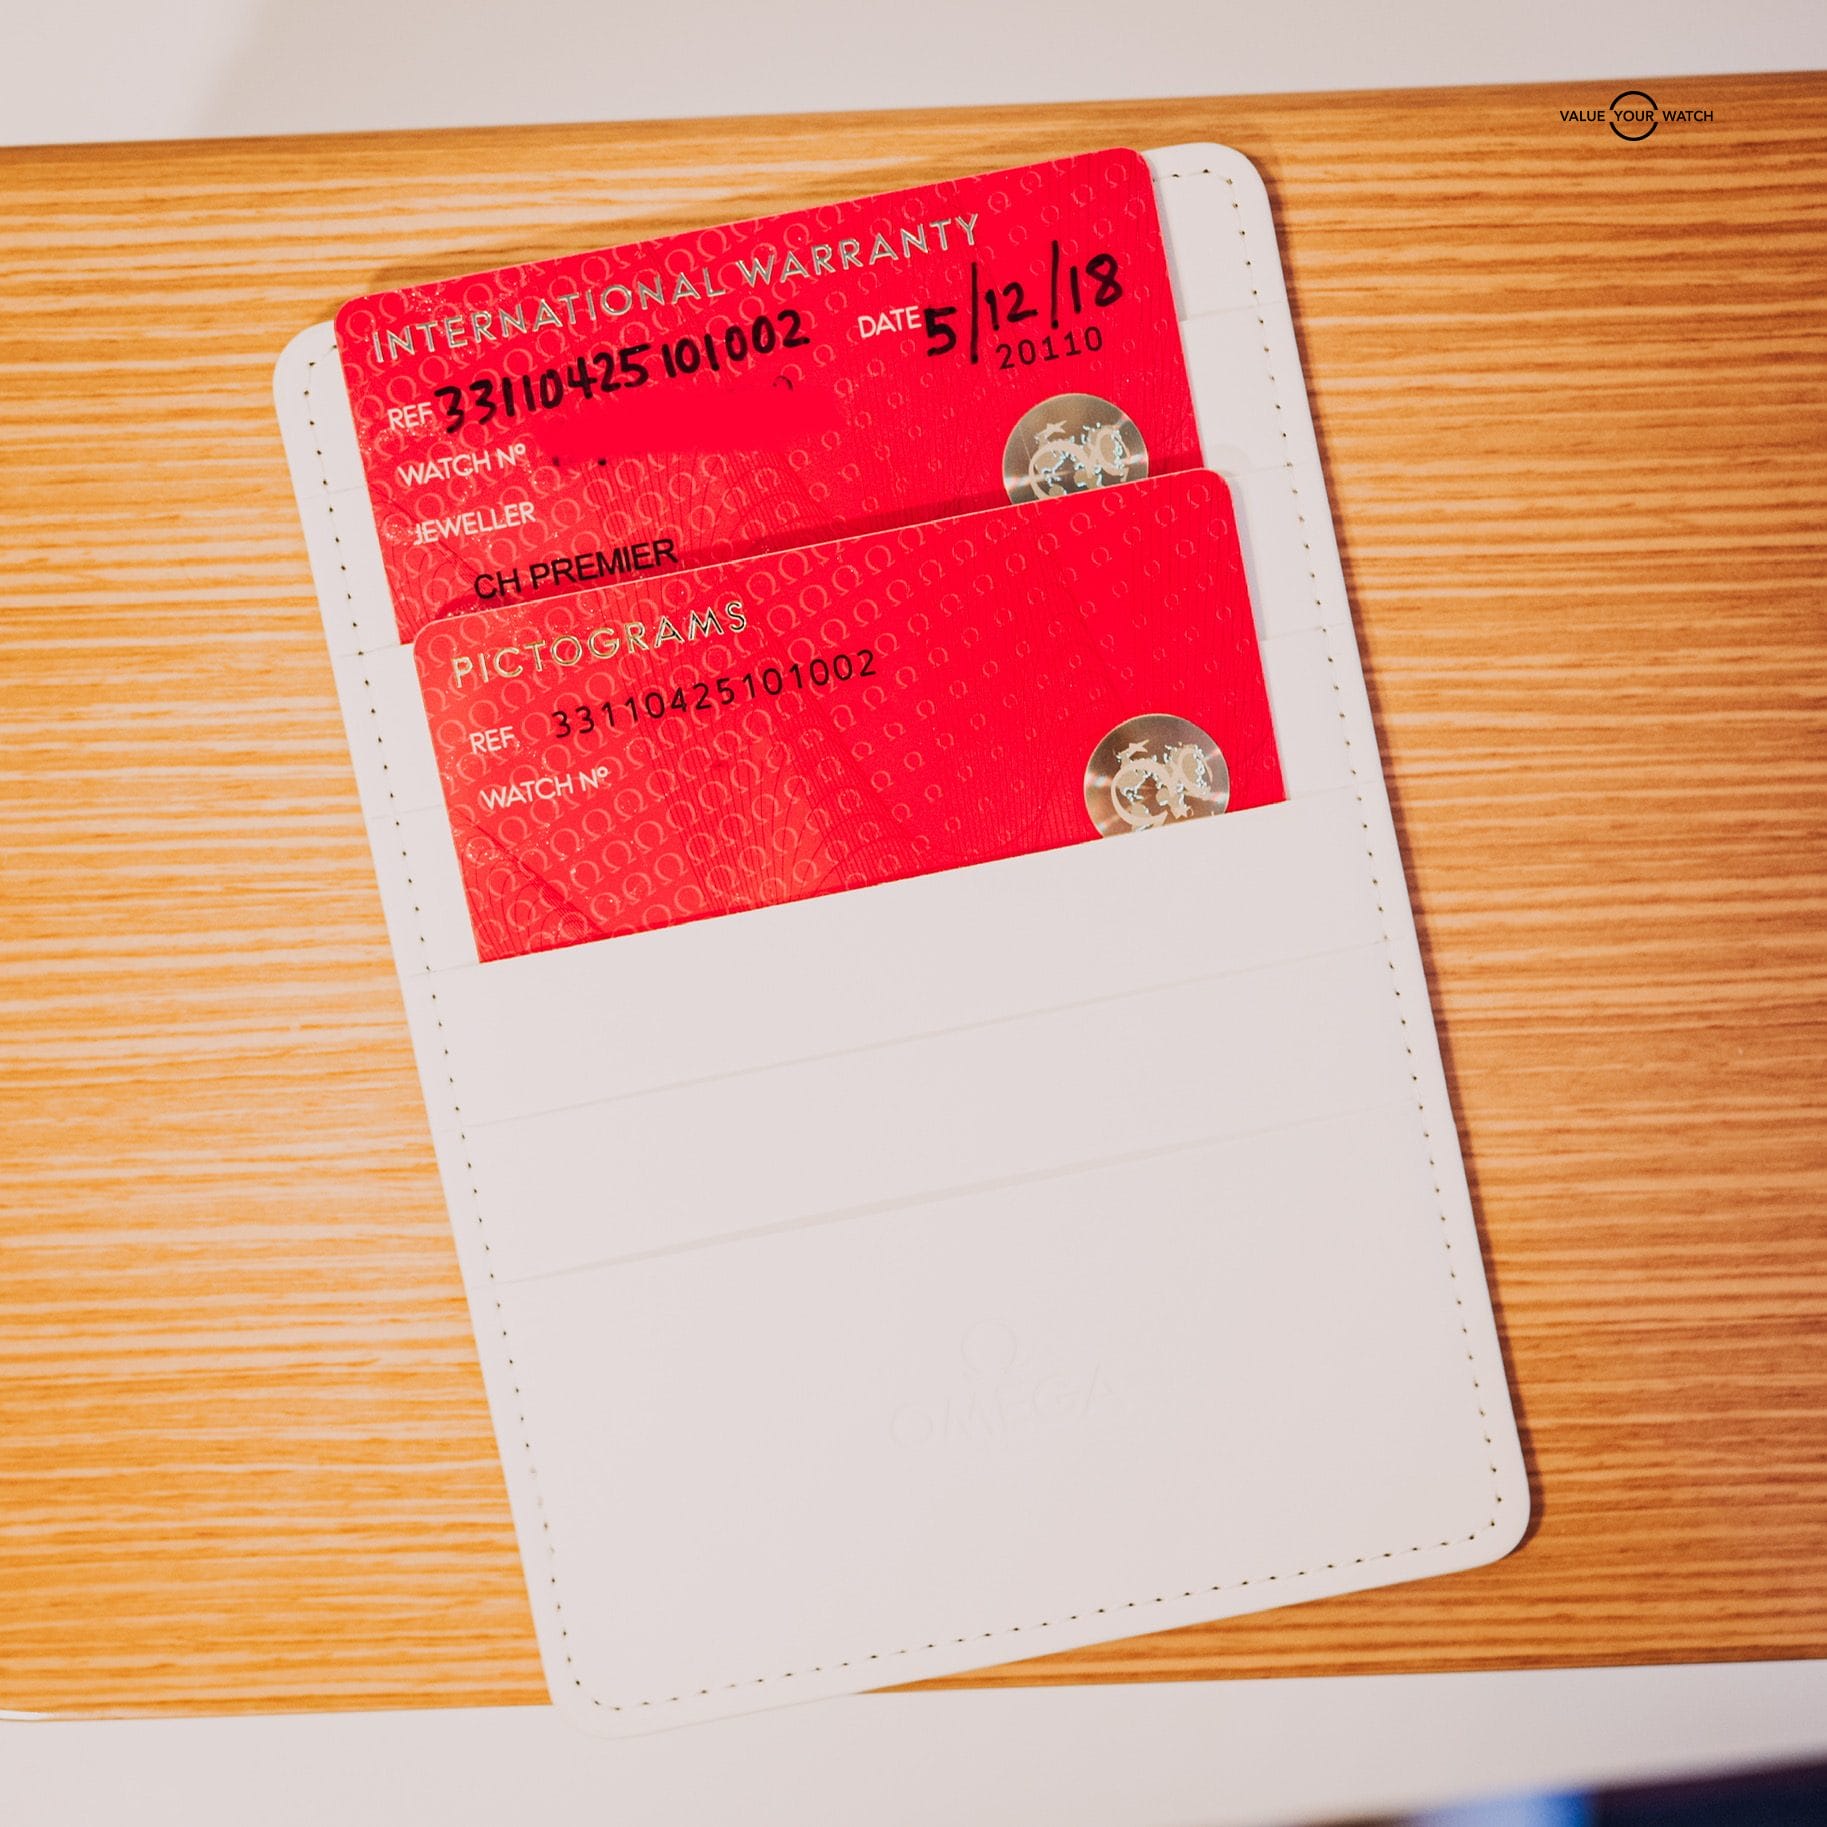 VALUE YOUR WATCH
INTERNATIONAL WARRANTY
REF 33110425101002 DATE 5/12/18
20110
WATCH Nº
JEWELLER
CH PREMIER
PICTOGRAMS
REF. 33110425101002
WATCH Nº
Ω
OMEGA